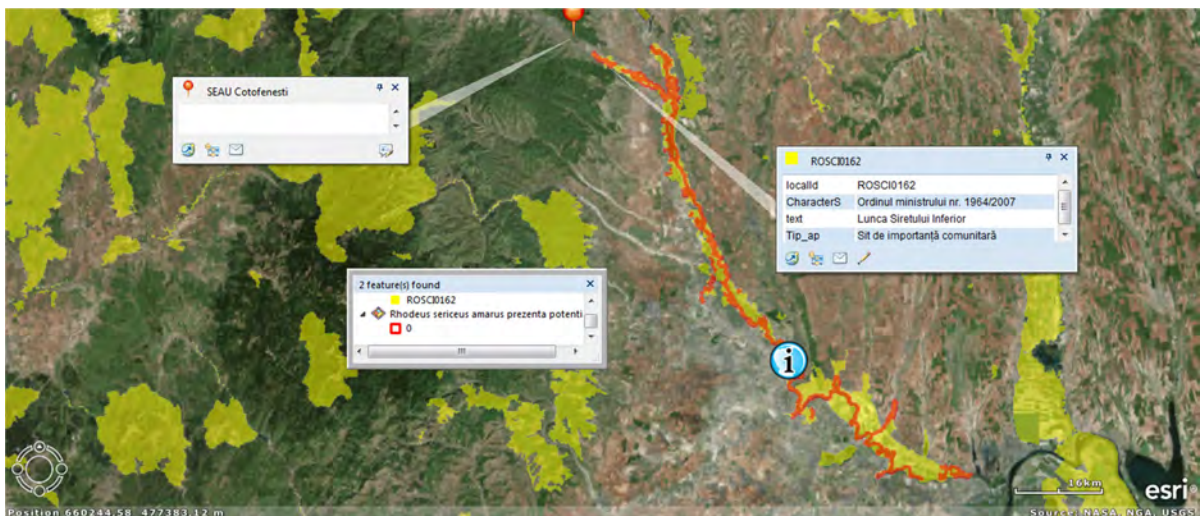 SEAU Cotofenesti
ROSCI0162
localId ROSCI0162
CharacterS Ordinul ministrului nr. 1964/2007
text Lunca Siretului Inferior
Tip_ap Sit de importanță comunitară
2 feature(s) found
ROSCI0162
Rhodeus sericeus amarus prezenta potenti
0
i
16km
esri
Position 660244,58 477383,12 m
Source: NASA, NGA, USGS